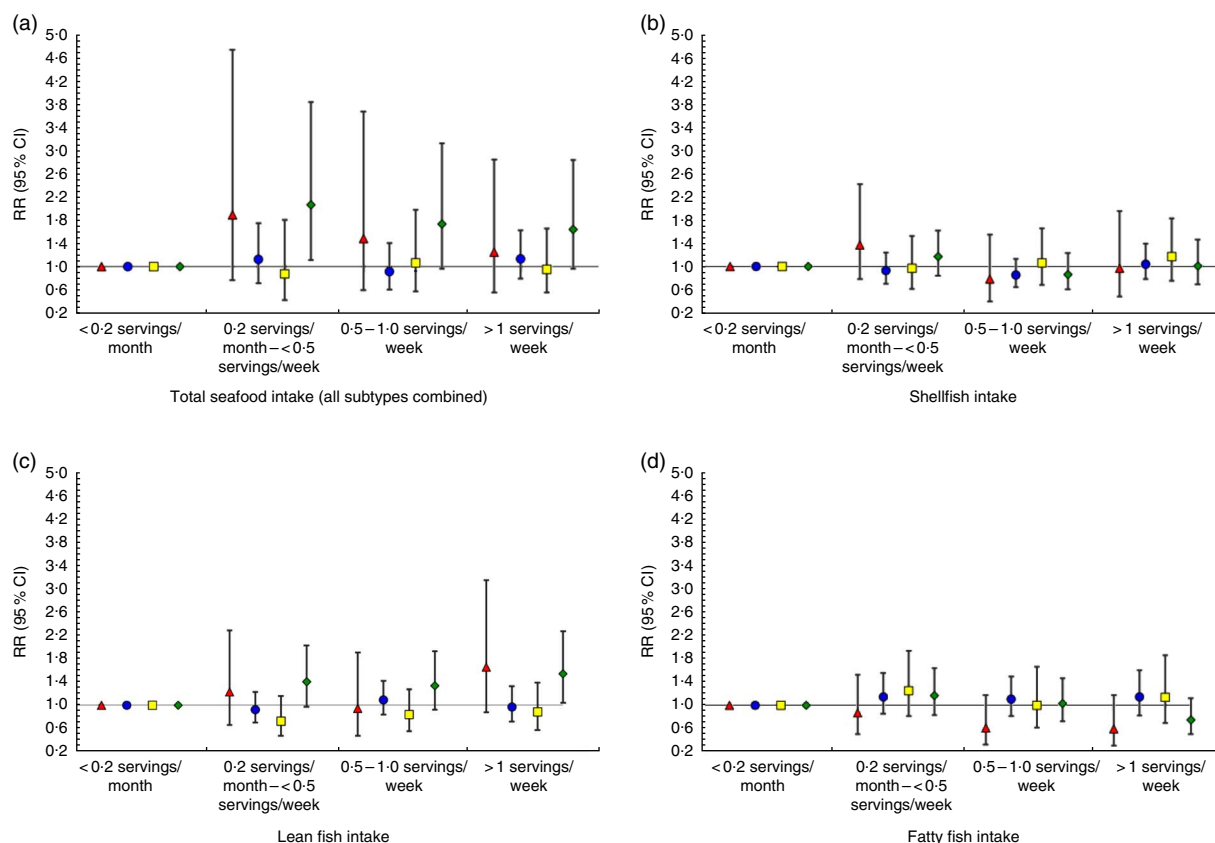 (a)
5·0
4·6
4·2
3·8
3·4
3·0
2·2
1·8
1·4
1·0
0·6
0·2
2·6
RR (95 % CI)
<0·2 servings/
month
0·2 servings/
month–<0·5
servings/week
0·5–1·0 servings/
week
>1 servings/
week
Total seafood intake (all subtypes combined)
(b)
5·0
4·6
4·2
3·8
3·4
3·0
2·6
2·2
1·8
1·4
1·0
0·6
0·2
RR (95 % CI)
<0·2 servings/
month
0·2 servings/
month–<0·5
servings/week
0·5–1·0 servings/
week
>1 servings/
week
Shellfish intake
(c)
5·0
4·6
4·2
3·8
3·4
3·0
2·6
2·2
1·8
1·4
1·0
0·6
0·2
RR (95 % CI)
<0·2 servings/
month
0·2 servings/
month–<0·5
servings/week
0·5–1·0 servings/
week
>1 servings/
week
Lean fish intake
(d)
5·0
4·6
4·2
3·8
3·4
3·0
2·6
2·2
1·8
1·4
1·0
0·6
0·2
RR (95 % CI)
<0·2 servings/
month
0·2 servings/
month–<0·5
servings/week
0·5–1·0 servings/
week
>1 servings/
week
Fatty fish intake